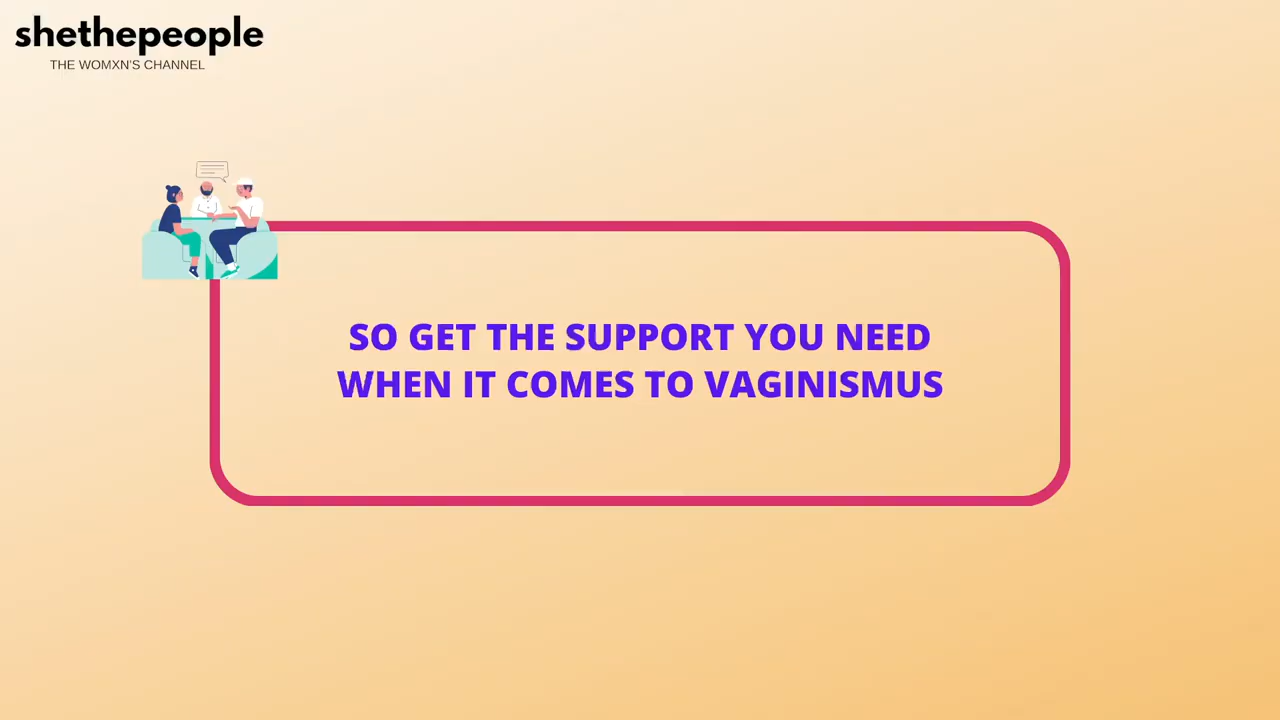 shethepeople
THE WOMXN'S CHANNEL
SO GET THE SUPPORT YOU NEED
WHEN IT COMES TO VAGINISMUS